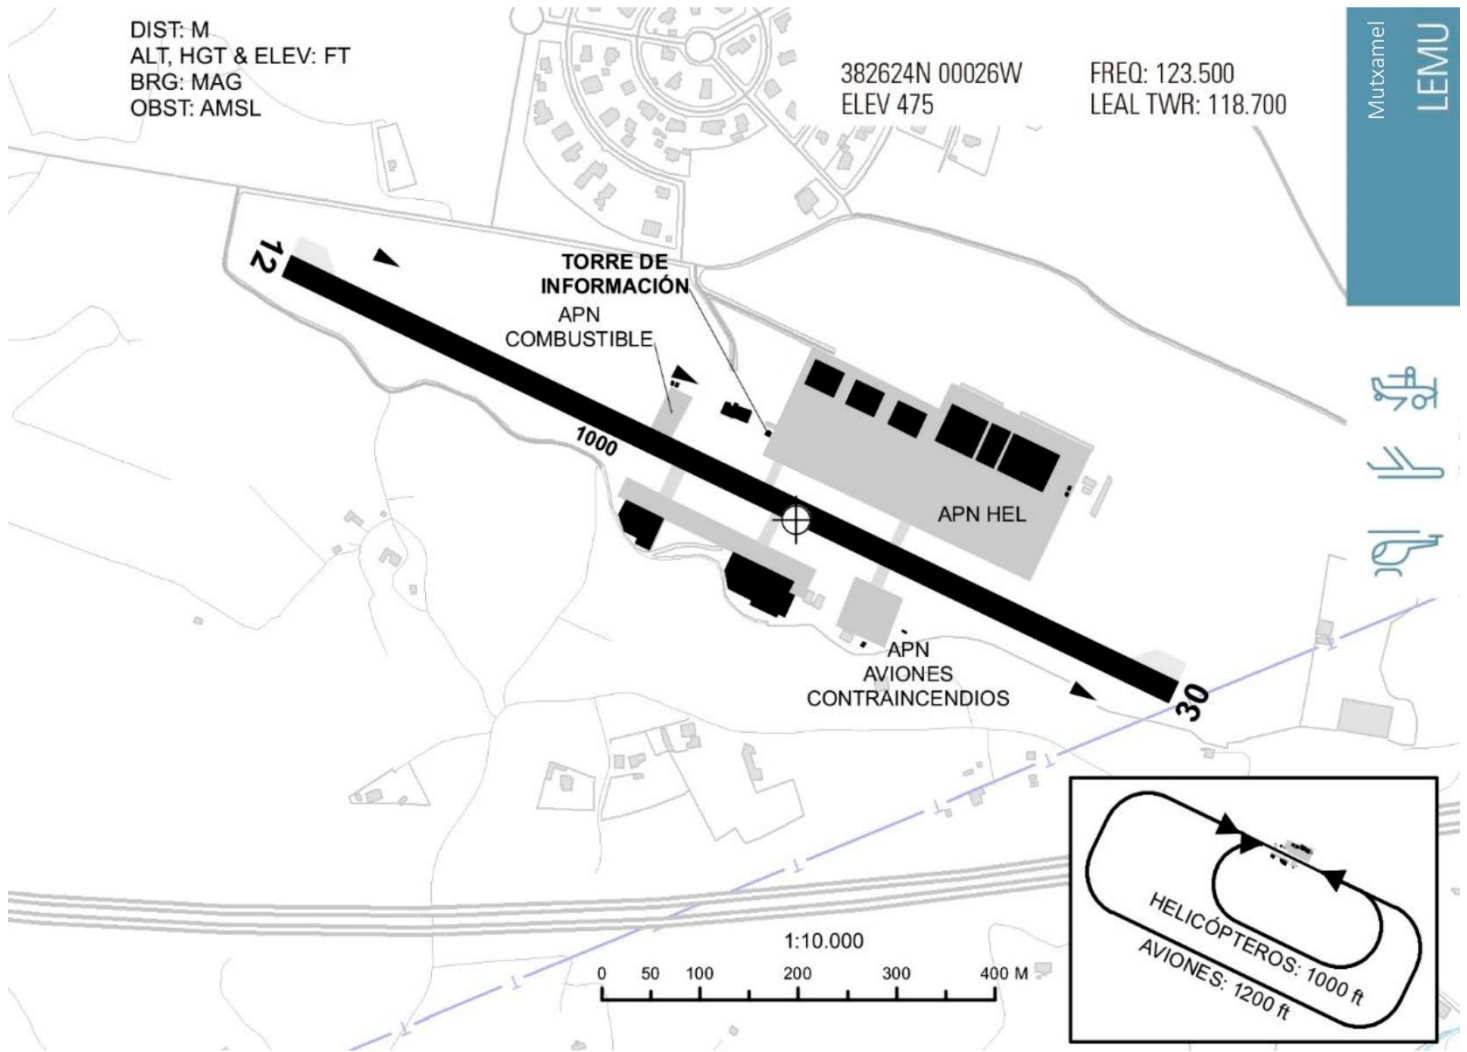 DIST: M
ALT, HGT & ELEV: FT
BRG: MAG
OBST: AMSL
382624N 00026W
ELEV 475
FREQ: 123.500
LEAL TWR: 118.700
Mutxamel
LEMU
12
TORRE DE
INFORMACIÓN
APN
COMBUSTIBLE
1000
APN HEL
APN
AVIONES
CONTRAINCENDIOS
30
1:10.000
0 50 100 200 300 400 M
HELICÓPTEROS: 1000 ft
AVIONES: 1200 ft